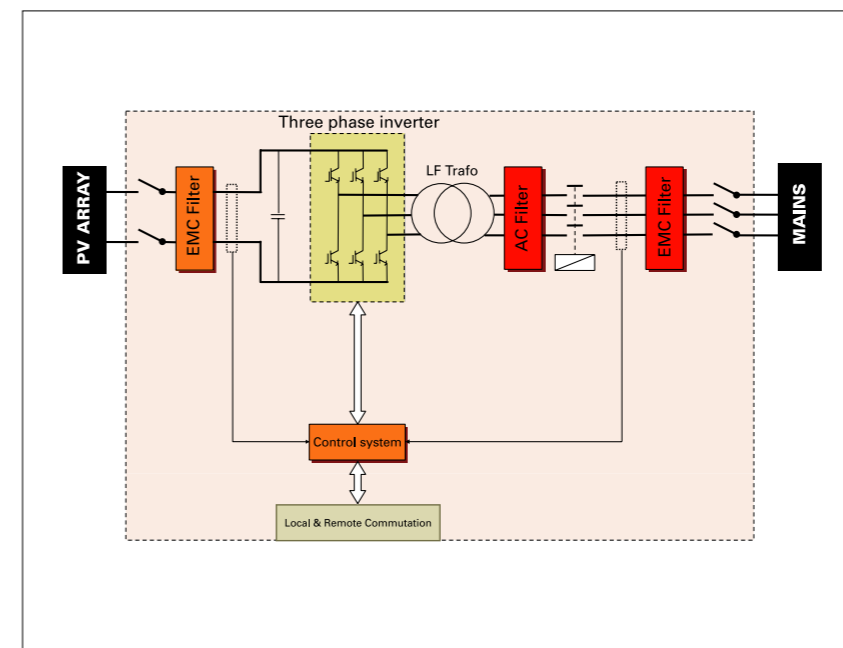 Three phase inverter
PV ARRAY
EMC Filter
LF Trafo
AC Filter
EMC Filter
MAINS
Control system
Local & Remote Commutation